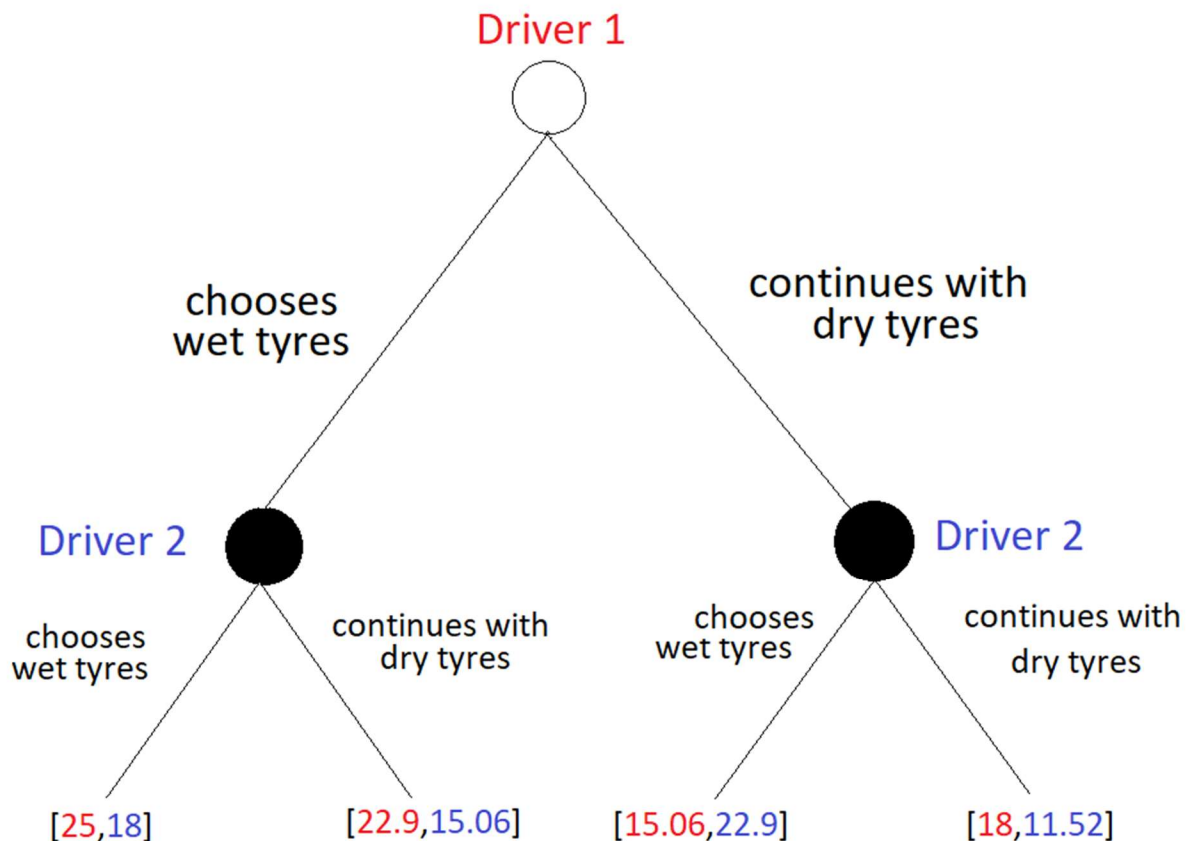 Driver 1
chooses
wet tyres
continues with
dry tyres
Driver 2
Driver 2
chooses
wet tyres
continues with
dry tyres
chooses
wet tyres
continues with
dry tyres
[25,18]
[22.9,15.06]
[15.06,22.9]
[18,11.52]